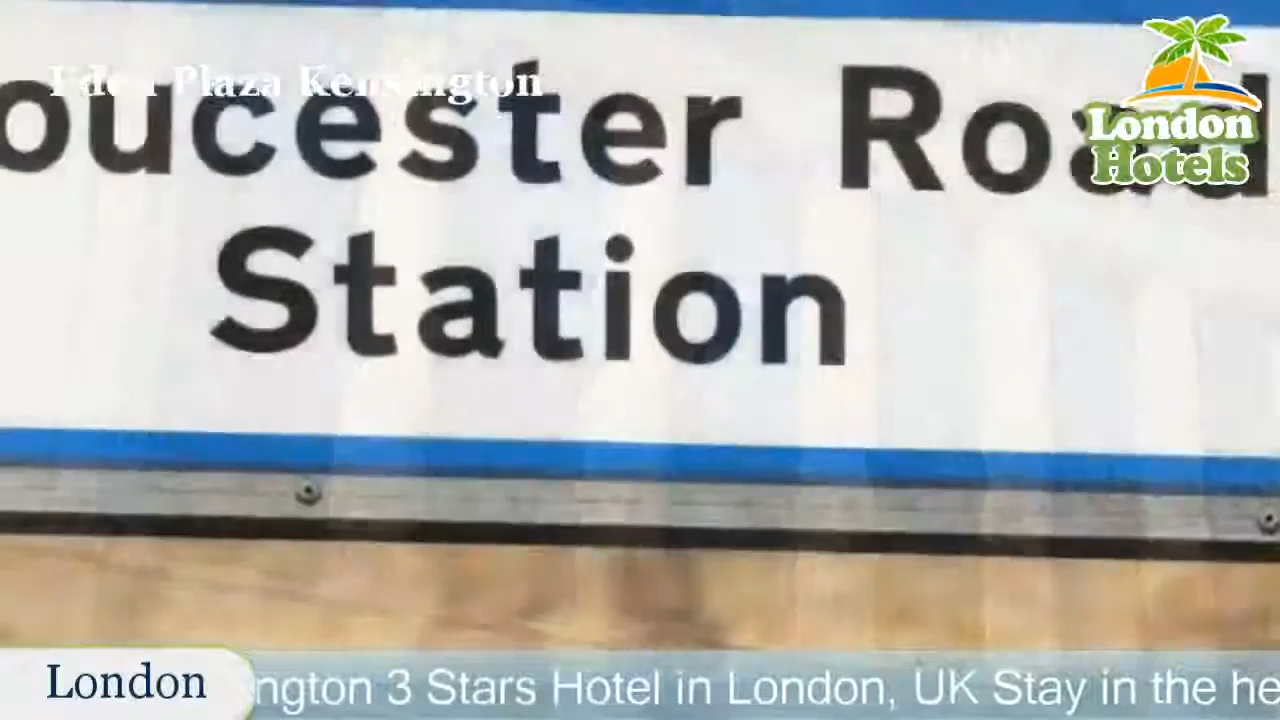 Eden Plaza Kensington
oucester Road
Station
London
Hotels
London
ngton 3 Stars Hotel in London, UK Stay in the he